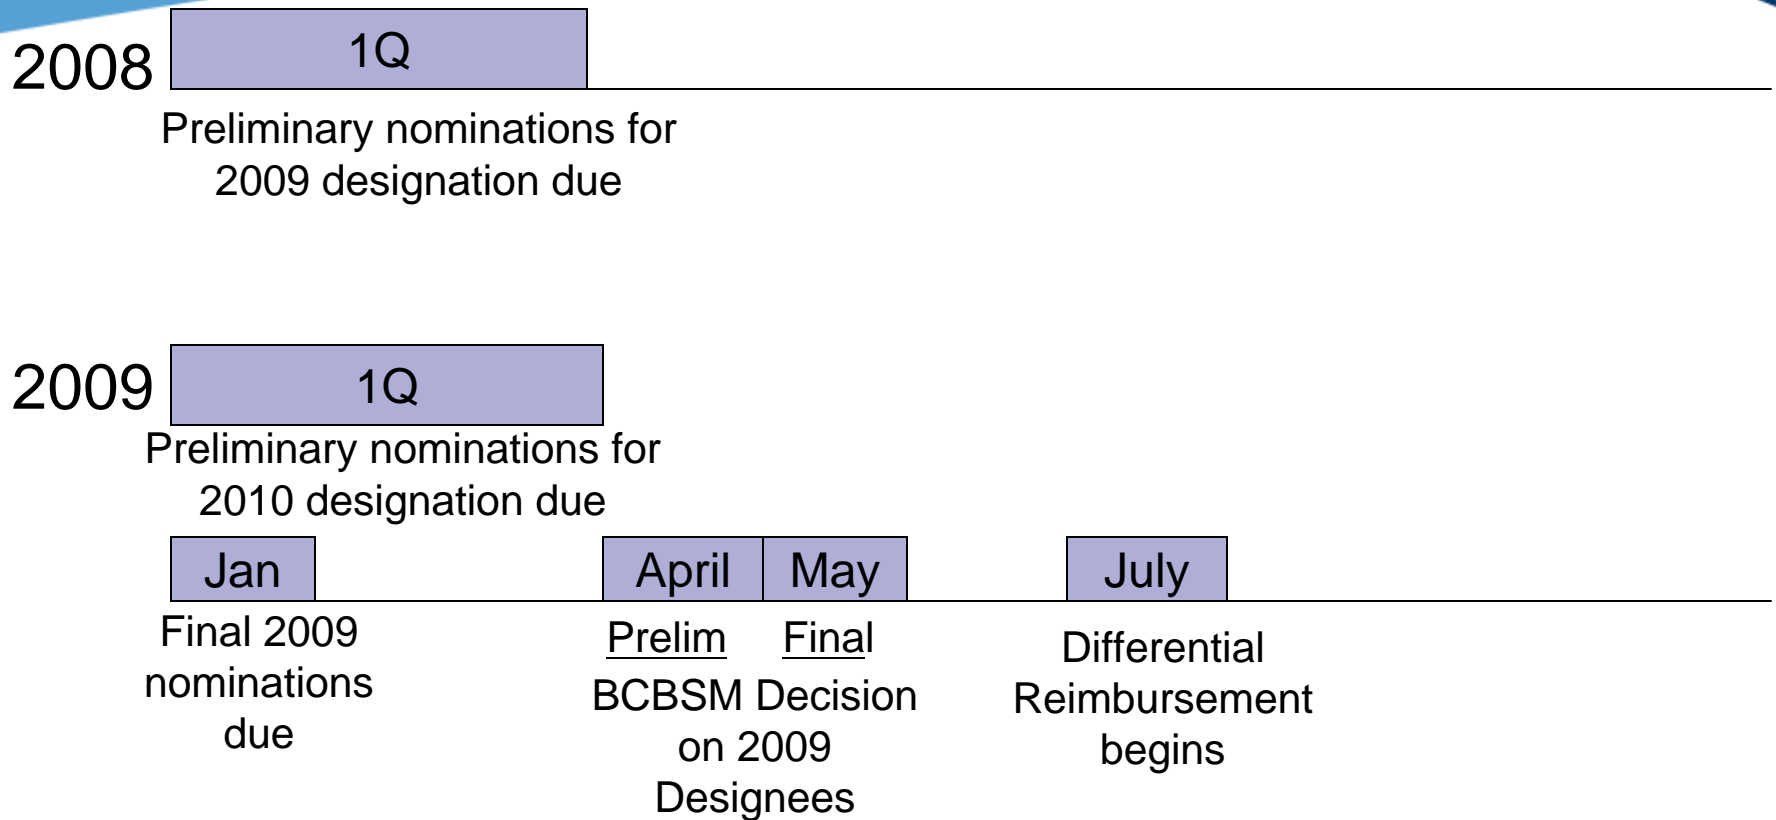 2008
1Q
Preliminary nominations for
2009 designation due
2009
1Q
Preliminary nominations for
2010 designation due
Jan
April
May
July
Final 2009
nominations
due
Prelim
Final
BCBSM Decision
on 2009
Designees
Differential
Reimbursement
begins